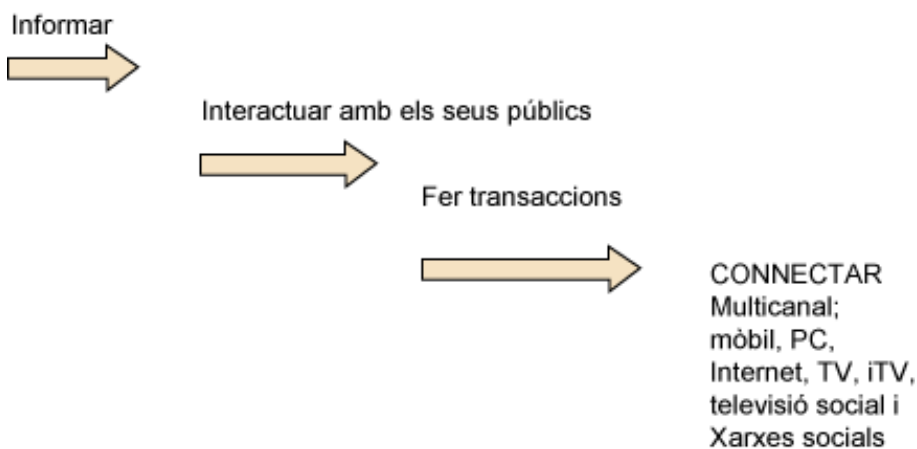 Informar
Interactuar amb els seus públics
Fer transaccions
CONNECTAR
Multicanal;
mòbil, PC,
Internet, TV, iTV,
televisió social i
Xarxes socials